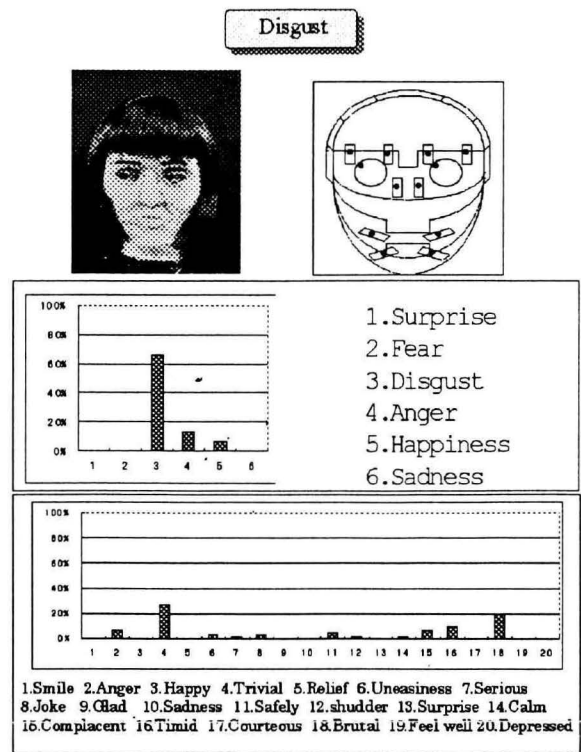 Disgust
100%
80%
60%
40%
20%
0%
1 2 3 4 5 6
1.Surprise
2.Fear
3.Disgust
4.Anger
5.Happiness
6.Sadness
100%
80%
60%
40%
20%
0%
1 2 3 4 5 6 7 8 9 10 11 12 13 14 15 16 17 18 19 20
1.Smile 2.Anger 3.Happy 4.Trivial 5.Relief 6.Uneasiness 7.Serious
8.Joke 9.Glad 10.Sadness 11.Safely 12.shudder 13.Surprise 14.Calm
15.Complacent 16.Timid 17.Courteous 18.Brutal 19.Feel well 20.Depressed